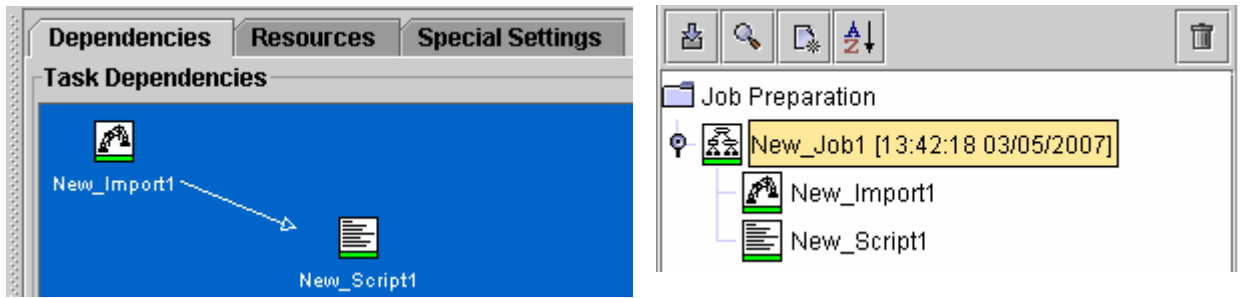 Dependencies Resources Special Settings
Task Dependencies
New_Import1
New_Script1
A
Z
Job Preparation
New_Job1 [13:42:18 03/05/2007]
New_Import1
New_Script1